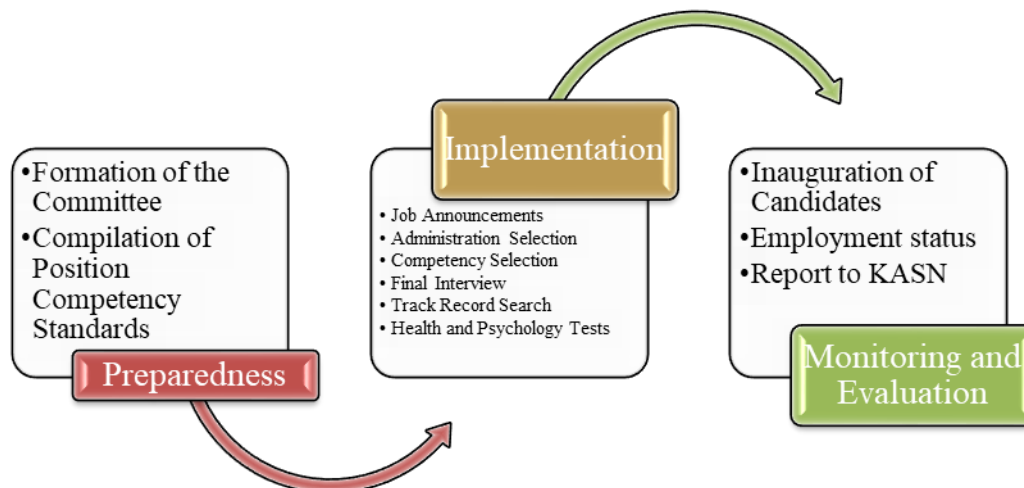 •Formation of the
Committee
•Compilation of
Position
Competency
Standards
Preparedness
Implementation
• Job Announcements
• Administration Selection
• Competency Selection
• Final Interview
• Track Record Search
• Health and Psychology Tests
•Inauguration of
Candidates
•Employment status
•Report to KASN
Monitoring and
Evaluation